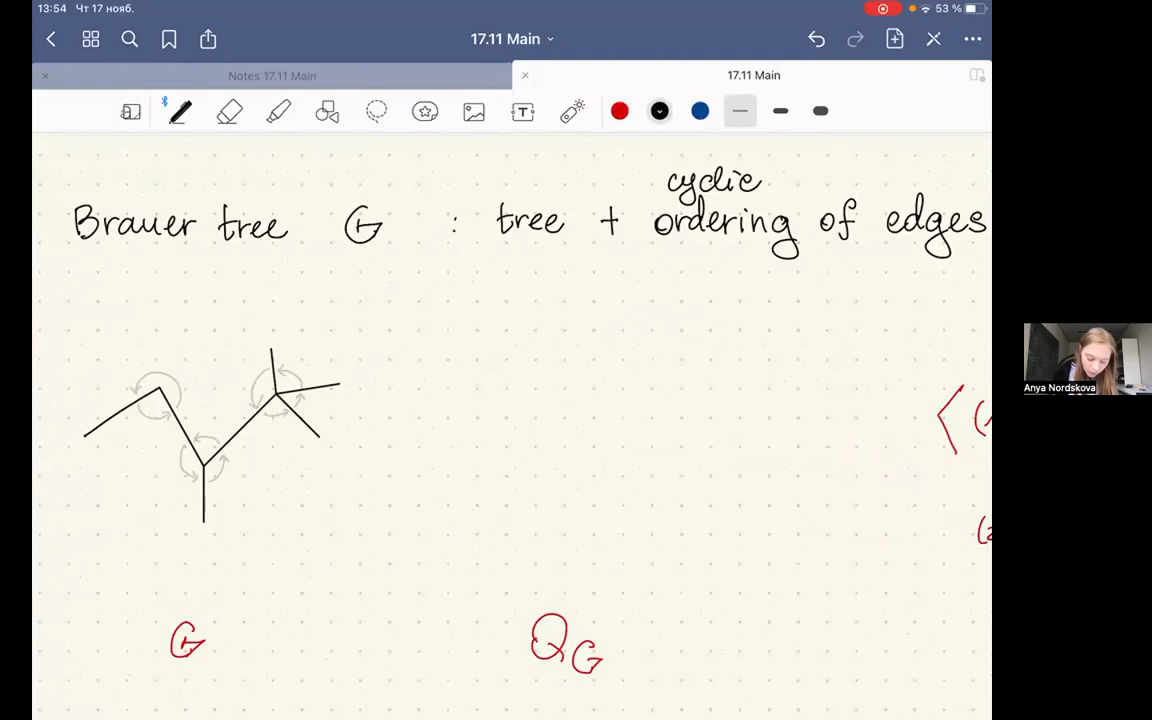 13:54 Чт 17 нояб. 53 %
17.11 Main
Notes 17.11 Main 17.11 Main
T
cyclic
Brauer tree G : tree + ordering of edges
Anya Nordskova
G Q_G